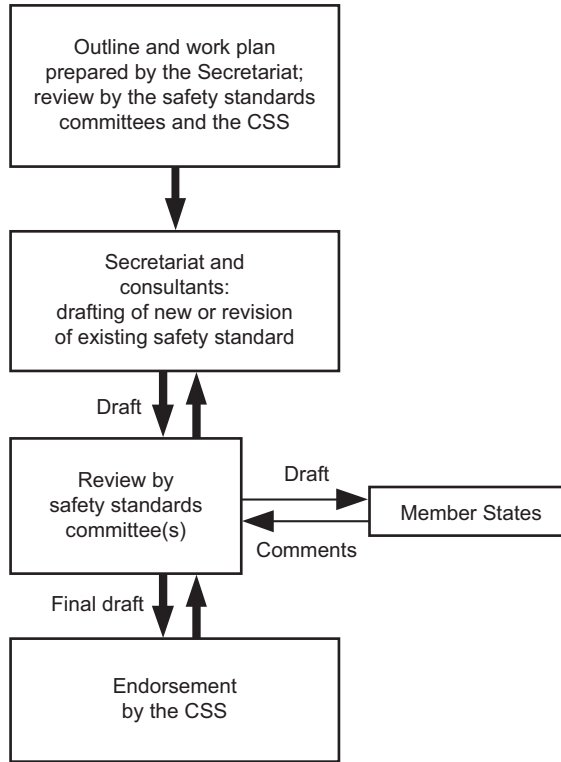 Outline and work plan
prepared by the Secretariat;
review by the safety standards
committees and the CSS
Secretariat and
consultants:
drafting of new or revision
of existing safety standard
Draft
Review by
safety standards
committee(s)
Draft
Member States
Comments
Final draft
Endorsement
by the CSS